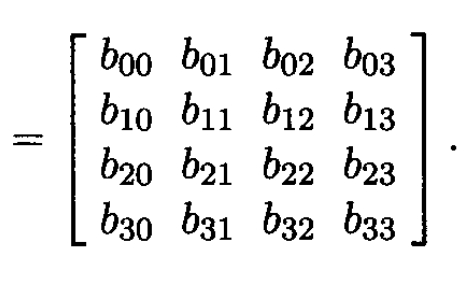 = [ b₀₀ b₀₁ b₀₂ b₀₃
b₁₀ b₁₁ b₁₂ b₁₃
b₂₀ b₂₁ b₂₂ b₂₃
b₃₀ b₃₁ b₃₂ b₃₃ ] .